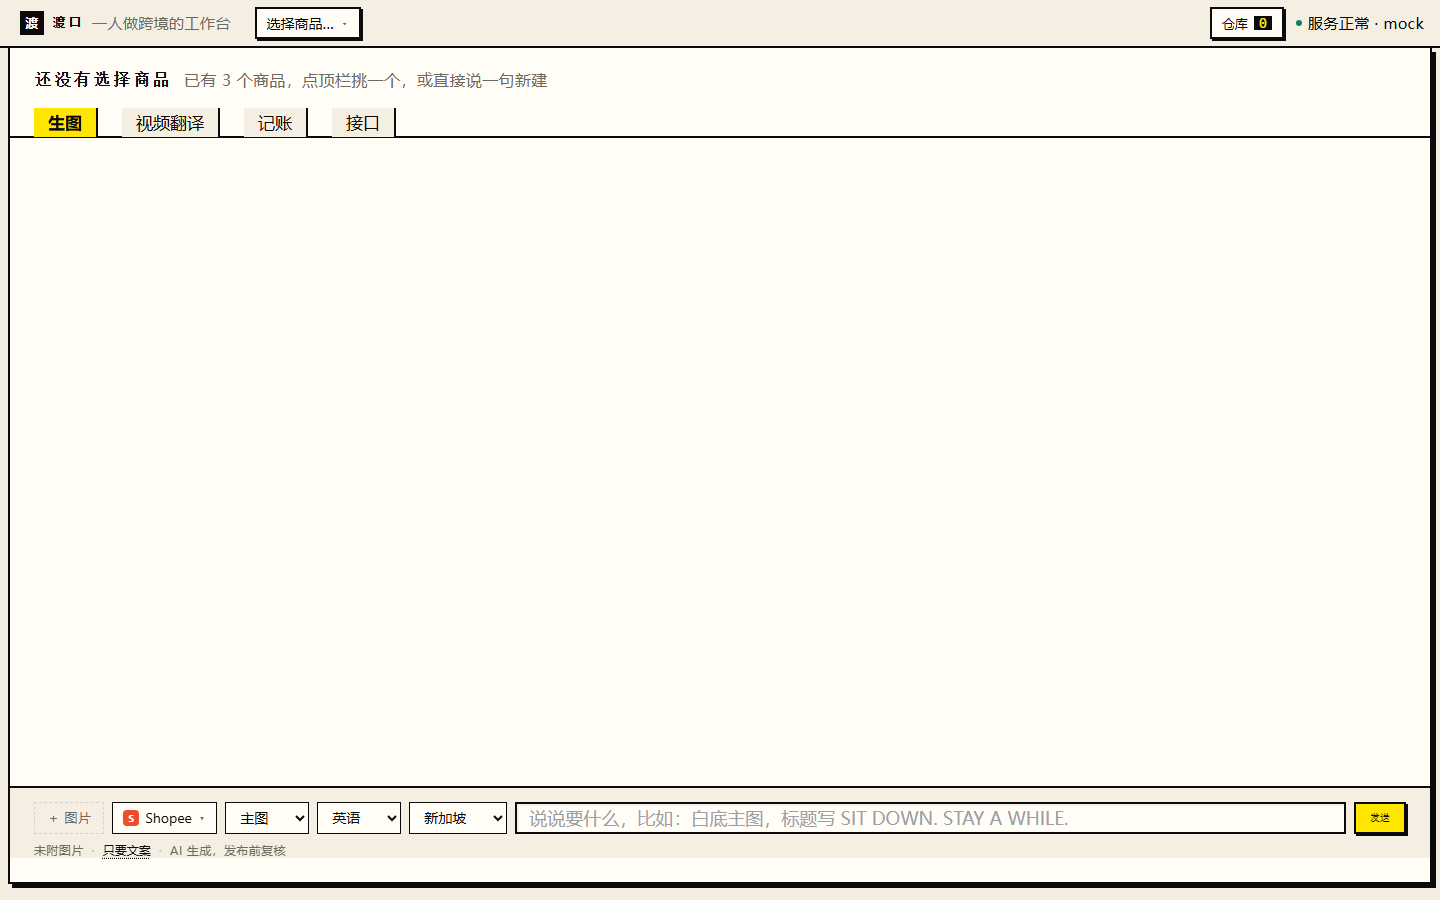 渡 渡口 一人做跨境的工作台 选择商品... 仓库 0 服务正常 · mock
还没有选择商品 已有 3 个商品，点顶栏挑一个，或直接说一句新建
生图 视频翻译 记账 接口
+ 图片 S Shopee 主图 英语 新加坡 说说要什么，比如：白底主图，标题写 SIT DOWN. STAY A WHILE. 发送
未附图片 · 只要文案 · AI 生成，发布前复核